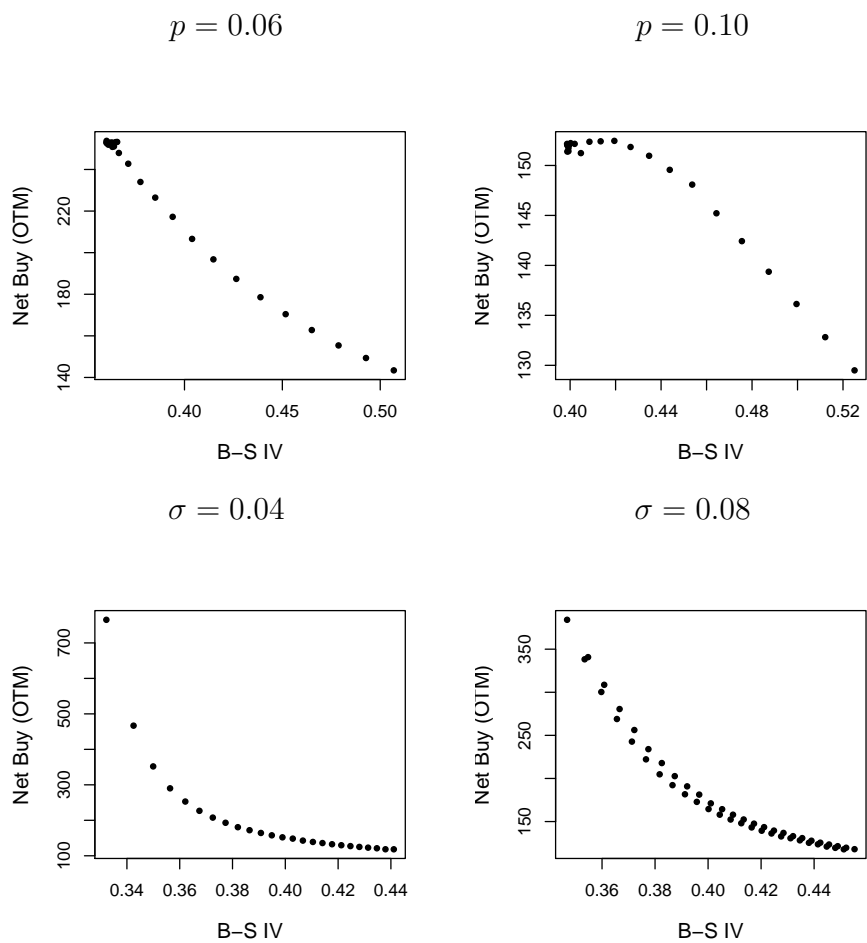 p = 0.06
p = 0.10
Net Buy (OTM)
140 180 220
0.40 0.45 0.50
B−S IV
Net Buy (OTM)
130 135 140 145 150
0.40 0.44 0.48 0.52
B−S IV
σ = 0.04
σ = 0.08
Net Buy (OTM)
100 300 500 700
0.34 0.36 0.38 0.40 0.42 0.44
B−S IV
Net Buy (OTM)
150 250 350
0.36 0.38 0.40 0.42 0.44
B−S IV